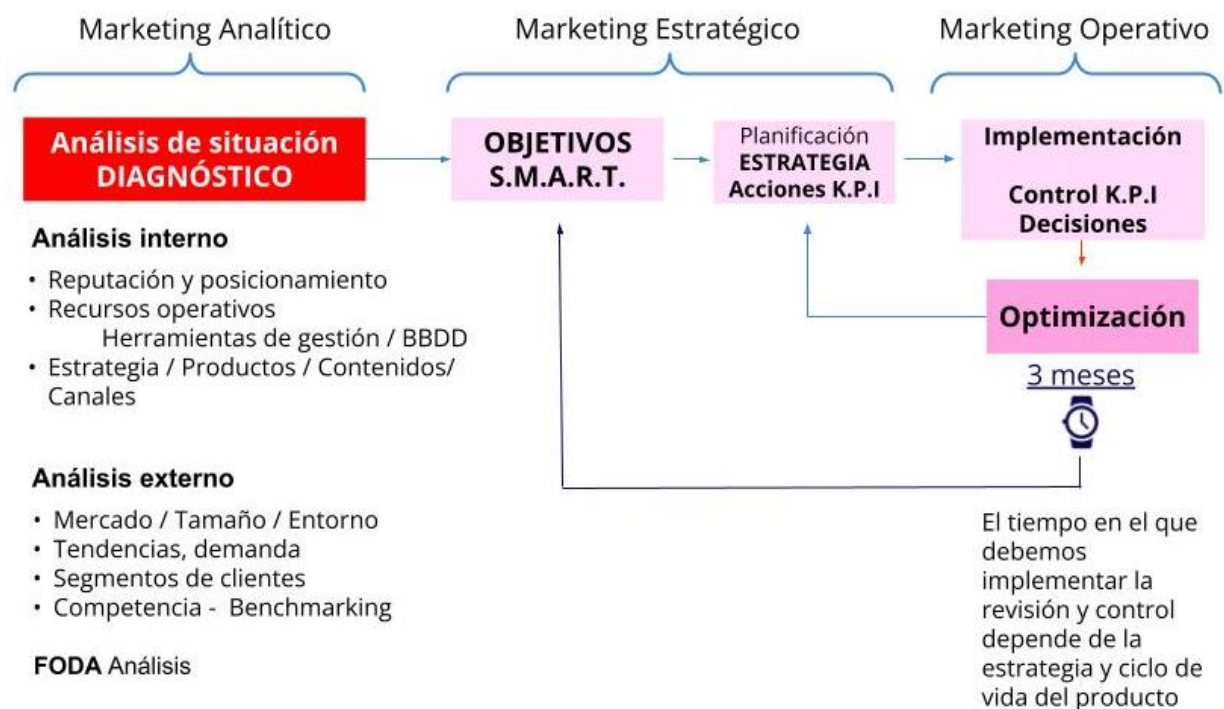 Marketing Analítico
Marketing Estratégico
Marketing Operativo
Análisis de situación
DIAGNÓSTICO
OBJETIVOS
S.M.A.R.T.
Planificación
ESTRATEGIA
Acciones K.P.I
Implementación
Control K.P.I
Decisiones
Optimización
3 meses
Análisis interno
• Reputación y posicionamiento
• Recursos operativos
Herramientas de gestión / BBDD
• Estrategia / Productos / Contenidos/
Canales
Análisis externo
• Mercado / Tamaño / Entorno
• Tendencias, demanda
• Segmentos de clientes
• Competencia - Benchmarking
FODA Análisis
El tiempo en el que
debemos
implementar la
revisión y control
depende de la
estrategia y ciclo de
vida del producto